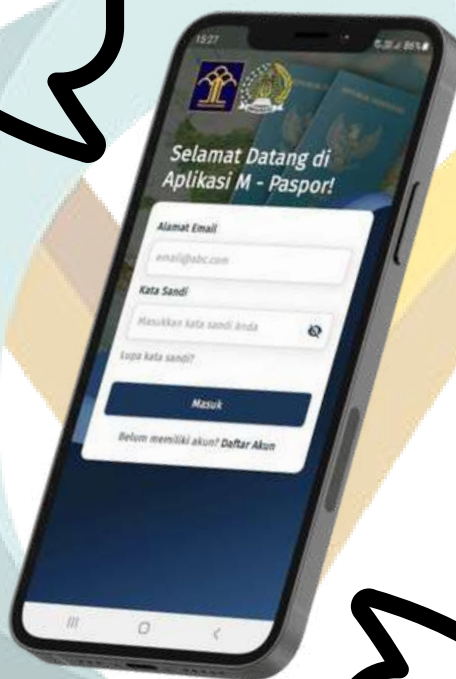 15:27
86%
Selamat Datang di
Aplikasi M - Paspor!
Alamat Email
email@abc.com
Kata Sandi
Masukkan kata sandi anda
Lupa kata sandi?
Masuk
Belum memiliki akun? Daftar Akun